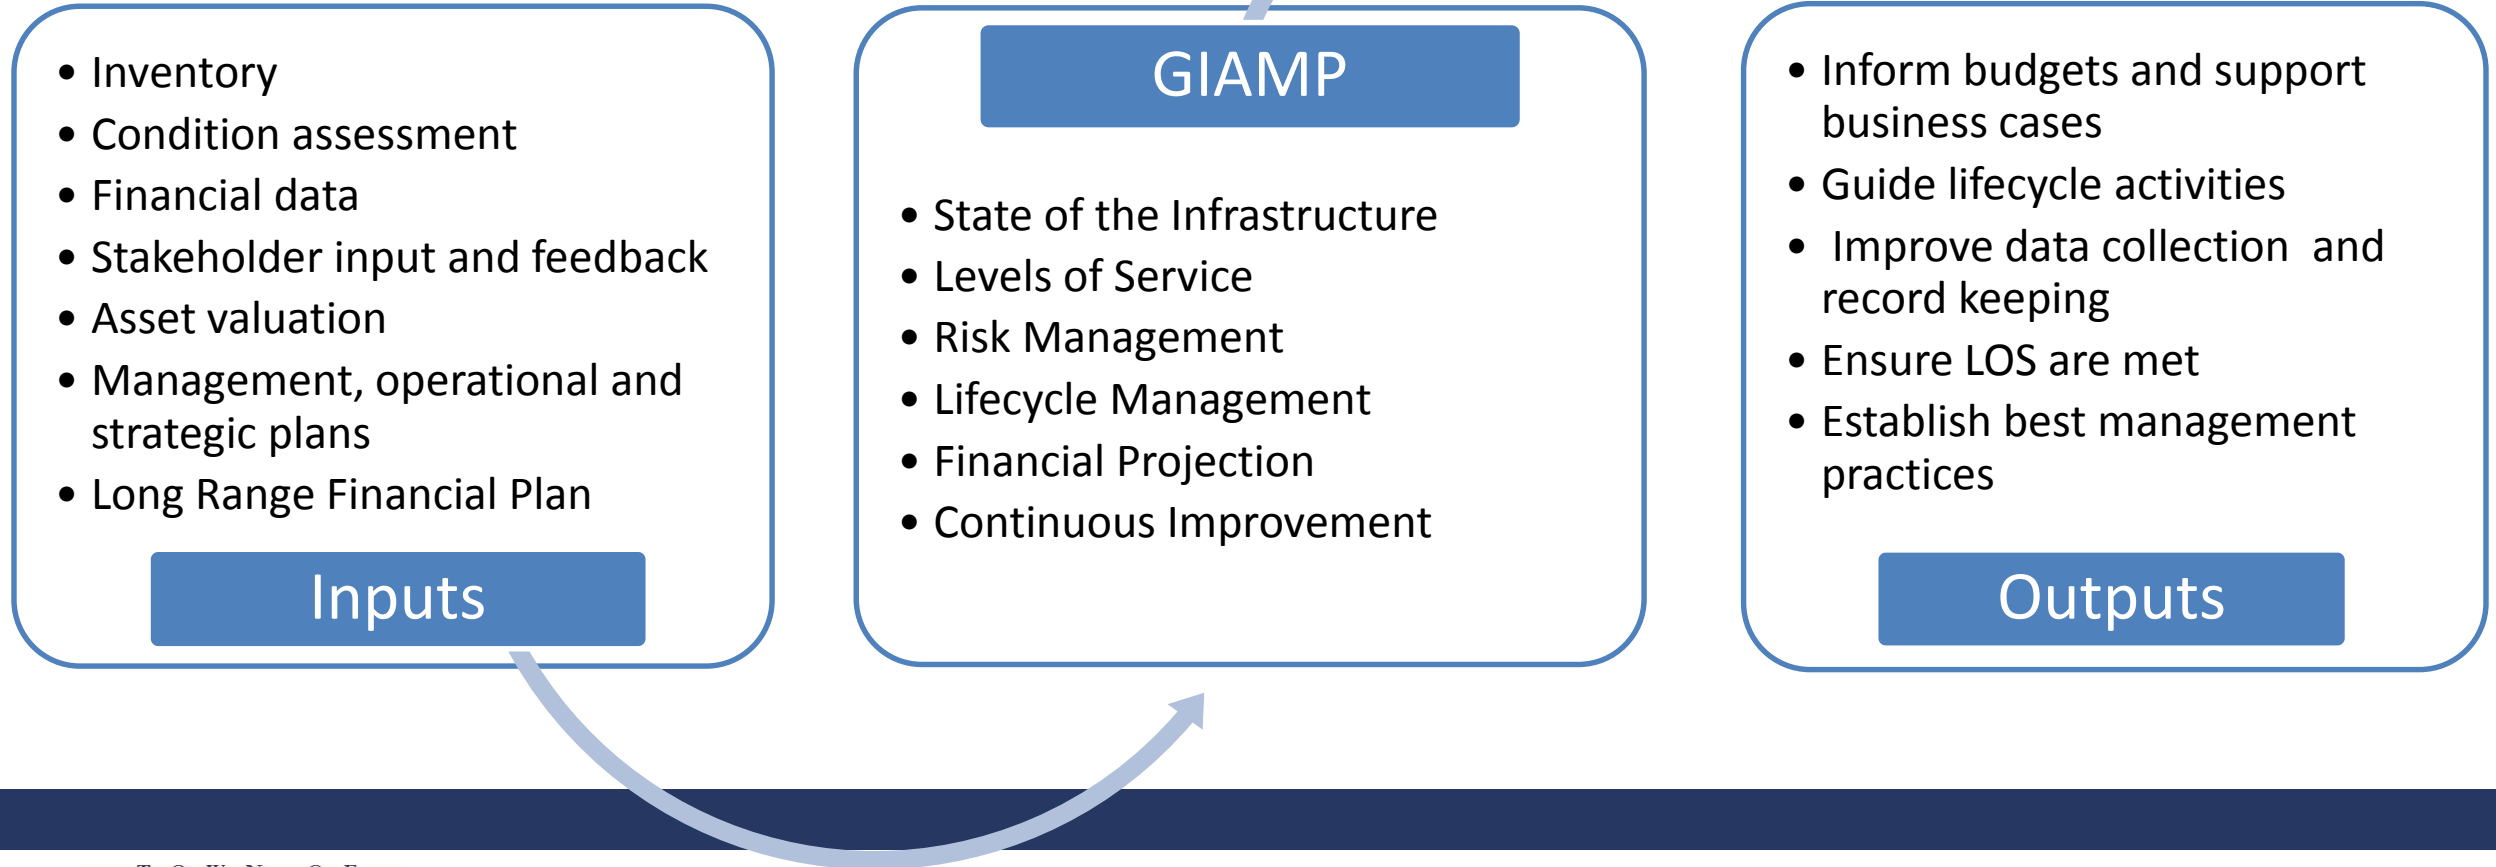 • Inventory
• Condition assessment
• Financial data
• Stakeholder input and feedback
• Asset valuation
• Management, operational and
strategic plans
• Long Range Financial Plan
Inputs
GIAMP
• State of the Infrastructure
• Levels of Service
• Risk Management
• Lifecycle Management
• Financial Projection
• Continuous Improvement
• Inform budgets and support
business cases
• Guide lifecycle activities
• Improve data collection  and
record keeping
• Ensure LOS are met
• Establish best management
practices
Outputs